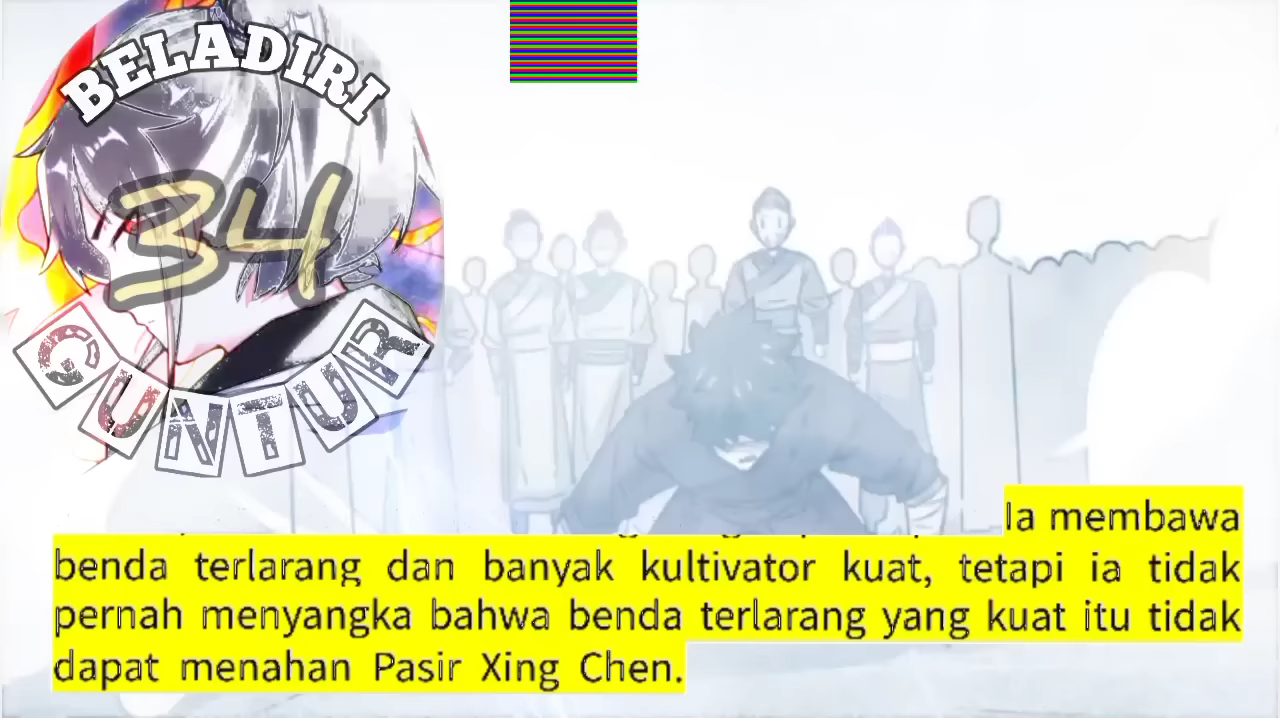 BELADIRI
34
GUNTUR
Ia membawa
benda terlarang dan banyak kultivator kuat, tetapi ia tidak
pernah menyangka bahwa benda terlarang yang kuat itu tidak
dapat menahan Pasir Xing Chen.